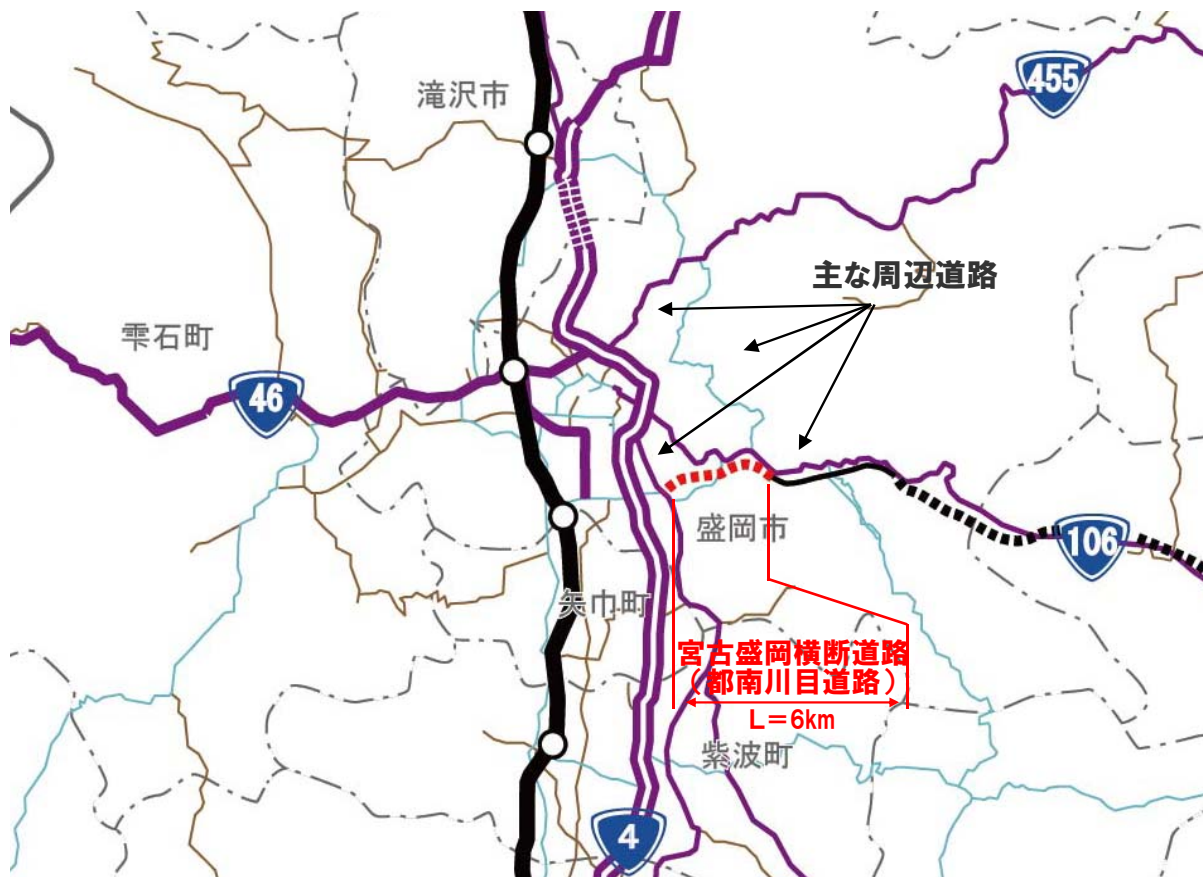 455
滝沢市
主な周辺道路
雫石町
46
盛岡市
106
矢巾町
宮古盛岡横断道路
（都南川目道路）
L=6km
紫波町
4